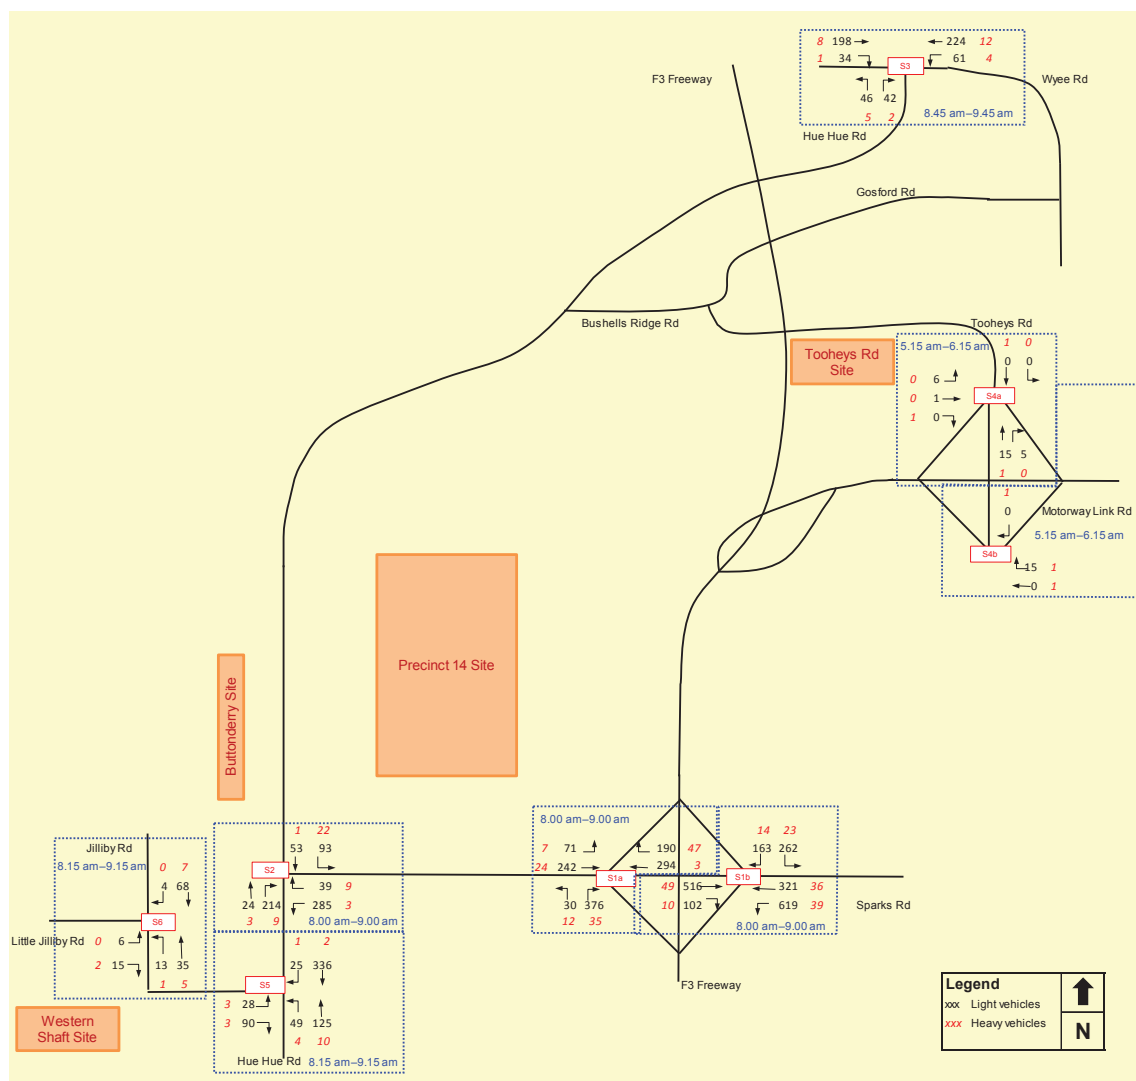 8 198 224 12
1 34 S3 61 4
F3 Freeway
Wyee Rd
46 42
5 2 8.45 am–9.45 am
Hue Hue Rd
Gosford Rd
Bushells Ridge Rd
Tooheys Rd
Tooheys Rd
Site
5.15 am–6.15 am 1 0
0 0
0 6
0 1
1 0
S4a
15 5
1 0
1
0
Motorway Link Rd
5.15 am–6.15 am
S4b
15 1
0 1
Precinct 14 Site
Buttonderry Site
8.00 am–9.00 am
7 71 190 47
24 242 294 3
S1a
30 376
12 35
14 23
163 262
S1b
49 516 321 36
10 102 619 39
8.00 am–9.00 am
Sparks Rd
F3 Freeway
1 22
53 93
S2
39 9
24 214 285 3
3 9 8.00 am–9.00 am
Jilliby Rd
8.15 am–9.15 am 0 7
4 68
S6
Little Jilliby Rd 0 6
2 15 13 35
1 5
1 2
25 336
S5
3 28
3 90 49 125
4 10
Hue Hue Rd 8.15 am–9.15 am
Western
Shaft Site
Legend
xxx Light vehicles
xxx Heavy vehicles
N